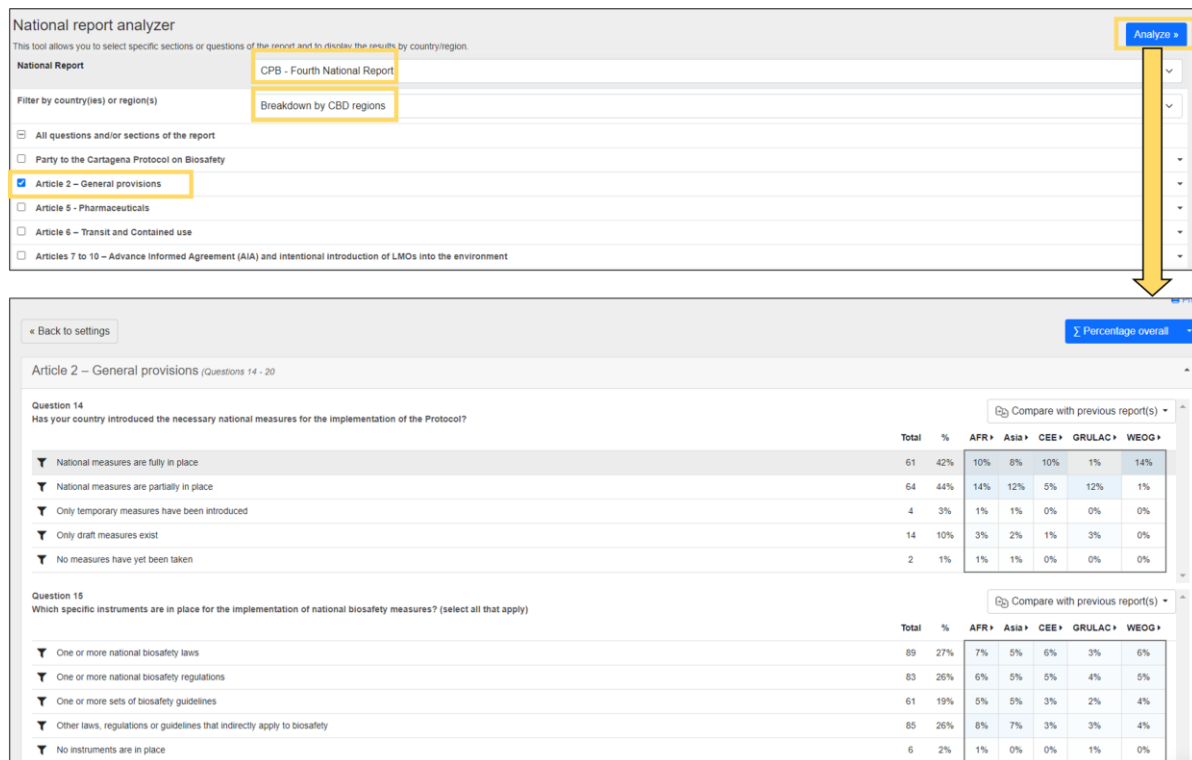 National report analyzer
Analyze »
This tool allows you to select specific sections or questions of the report and to display the results by country/region.
National Report
CPB - Fourth National Report
Filter by country(ies) or region(s)
Breakdown by CBD regions
All questions and/or sections of the report
Party to the Cartagena Protocol on Biosafety
Article 2 – General provisions
Article 5 - Pharmaceuticals
Article 6 – Transit and Contained use
Articles 7 to 10 – Advance Informed Agreement (AIA) and intentional introduction of LMOs into the environment
« Back to settings
∑ Percentage overall
Article 2 – General provisions (Questions 14 - 20
Question 14
Has your country introduced the necessary national measures for the implementation of the Protocol?
Compare with previous report(s)
Total % AFR Asia CEE GRULAC WEOG
National measures are fully in place 61 42% 10% 8% 10% 1% 14%
National measures are partially in place 64 44% 14% 12% 5% 12% 1%
Only temporary measures have been introduced 4 3% 1% 1% 0% 0% 0%
Only draft measures exist 14 10% 3% 2% 1% 3% 0%
No measures have yet been taken 2 1% 1% 1% 0% 0% 0%
Question 15
Which specific instruments are in place for the implementation of national biosafety measures? (select all that apply)
Compare with previous report(s)
Total % AFR Asia CEE GRULAC WEOG
One or more national biosafety laws 89 27% 7% 5% 6% 3% 6%
One or more national biosafety regulations 83 26% 6% 5% 5% 4% 5%
One or more sets of biosafety guidelines 61 19% 5% 5% 3% 2% 4%
Other laws, regulations or guidelines that indirectly apply to biosafety 85 26% 8% 7% 3% 3% 4%
No instruments are in place 6 2% 1% 0% 0% 1% 0%